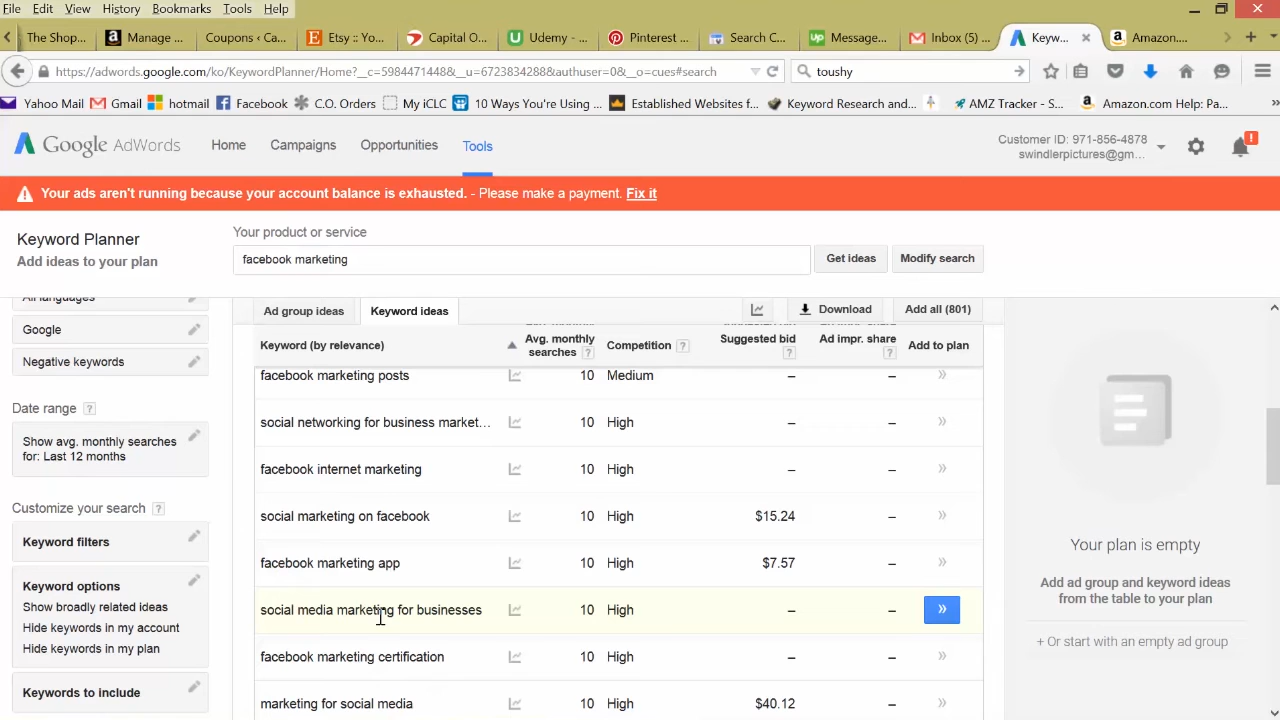 File Edit View History Bookmarks Tools Help
The Shop... Manage ... Coupons ‹ Ca... Etsy :: Yo... Capital O... Udemy - ... Pinterest ... Search C... Message... Inbox (5) ... Keyw... Amazon....
https://adwords.google.com/ko/KeywordPlanner/Home?__c=5984471448&__u=6723834288&authuser=0&__o=cues#search toushy
Yahoo Mail Gmail hotmail Facebook C.O. Orders My iCLC 10 Ways You're Using ... Established Websites f... Keyword Research and... AMZ Tracker - S... Amazon.com Help: Pa...
Google AdWords Home Campaigns Opportunities Tools
Customer ID: 971-856-4878
swindlerpictures@gm...
Your ads aren't running because your account balance is exhausted. - Please make a payment. Fix it
Keyword Planner
Add ideas to your plan
Your product or service
facebook marketing Get ideas Modify search
All languages
Google
Negative keywords
Date range ?
Show avg. monthly searches
for: Last 12 months
Customize your search ?
Keyword filters
Keyword options
Show broadly related ideas
Hide keywords in my account
Hide keywords in my plan
Keywords to include
Ad group ideas Keyword ideas Download Add all (801)
Keyword (by relevance) Avg. monthly searches ? Competition ? Suggested bid ? Ad impr. share ? Add to plan
facebook marketing posts 10 Medium – – »
social networking for business market... 10 High – – »
facebook internet marketing 10 High – – »
social marketing on facebook 10 High $15.24 – »
facebook marketing app 10 High $7.57 – »
social media marketing for businesses 10 High – – »
facebook marketing certification 10 High – – »
marketing for social media 10 High $40.12 – »
Your plan is empty
Add ad group and keyword ideas
from the table to your plan
+ Or start with an empty ad group